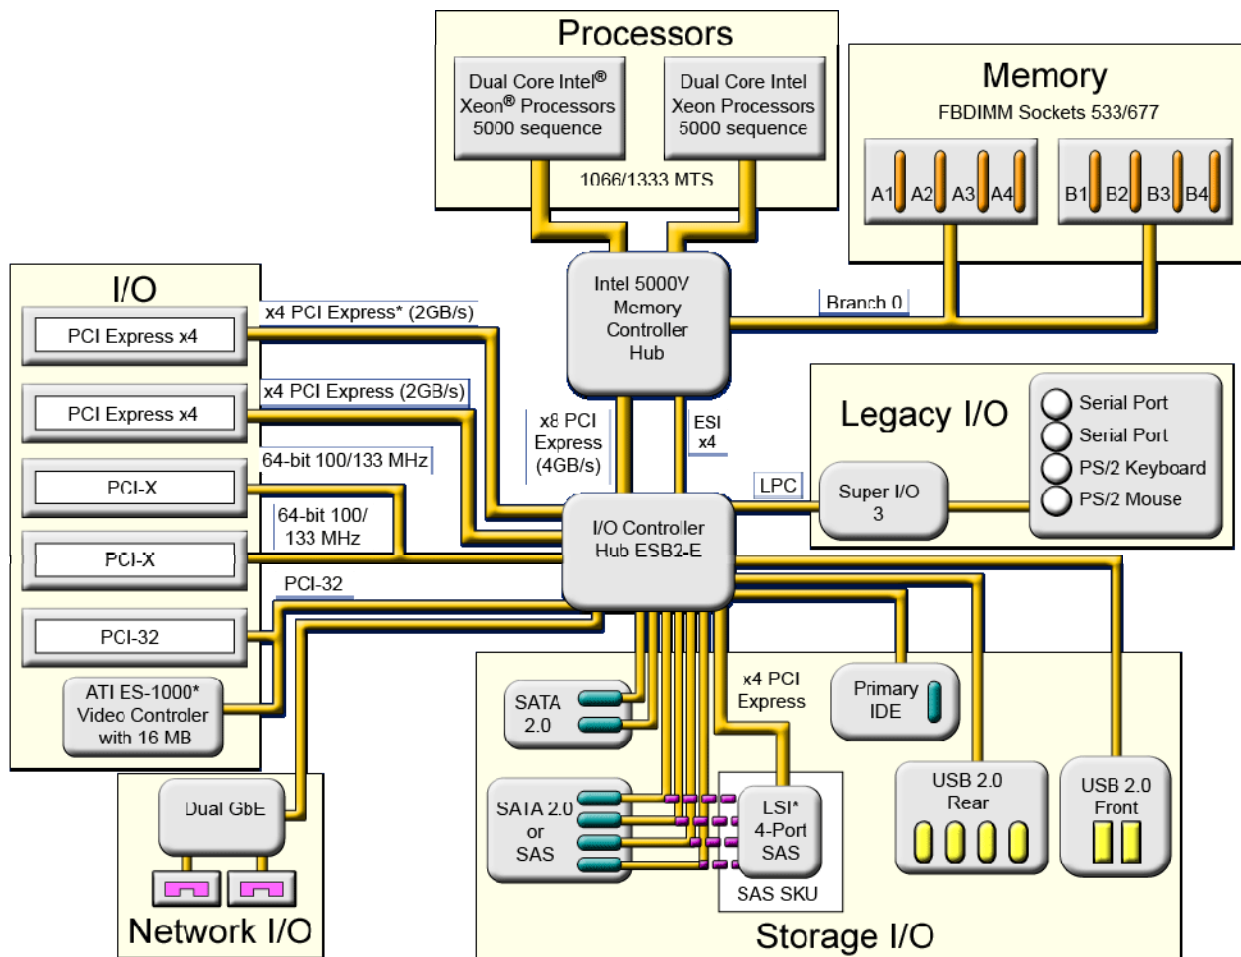 Processors
Dual Core Intel®
Xeon® Processors
5000 sequence
Dual Core Intel
Xeon Processors
5000 sequence
1066/1333 MTS
Memory
FBDIMM Sockets 533/677
A1 A2 A3 A4
B1 B2 B3 B4
Intel 5000V
Memory
Controller
Hub
Branch 0
I/O
PCI Express x4
x4 PCI Express* (2GB/s)
PCI Express x4
x4 PCI Express (2GB/s)
64-bit 100/133 MHz
PCI-X
64-bit 100/
133 MHz
PCI-X
PCI-32
PCI-32
ATI ES-1000*
Video Controler
with 16 MB
x8 PCI
Express
(4GB/s)
ESI
x4
I/O Controller
Hub ESB2-E
LPC
Legacy I/O
Super I/O
3
Serial Port
Serial Port
PS/2 Keyboard
PS/2 Mouse
Dual GbE
Network I/O
SATA
2.0
SATA 2.0
or
SAS
x4 PCI
Express
LSI*
4-Port
SAS
SAS SKU
Primary
IDE
USB 2.0
Rear
USB 2.0
Front
Storage I/O